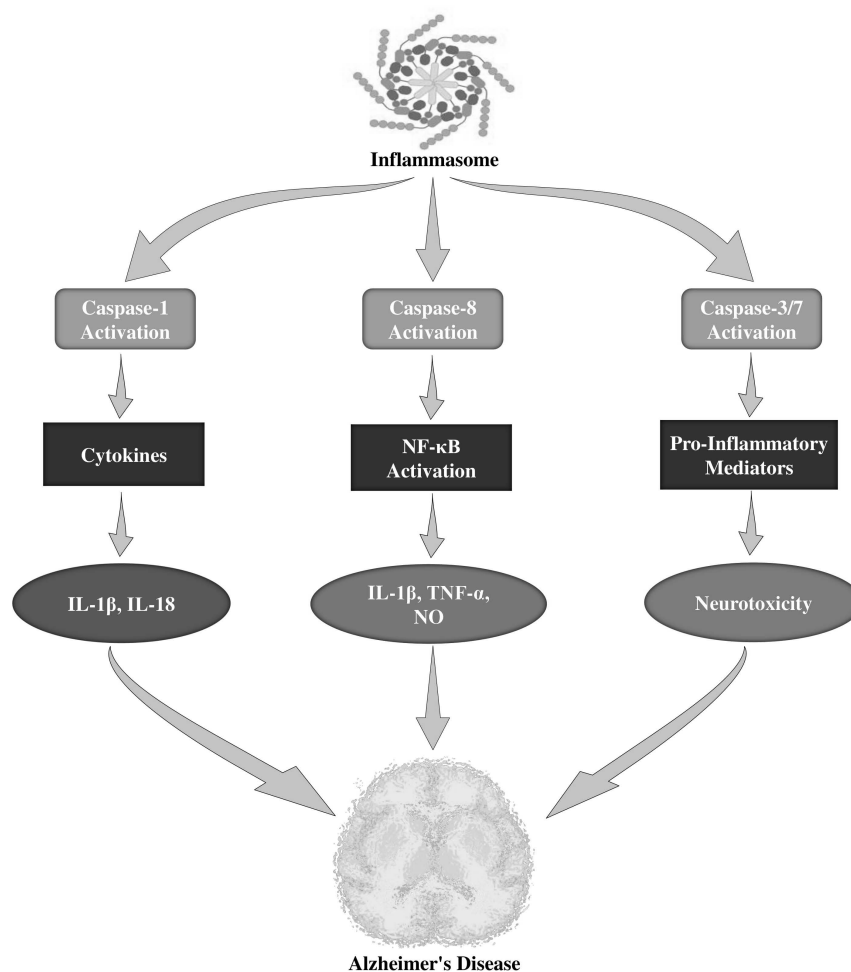 Inflammasome
Caspase-1
Activation
Caspase-8
Activation
Caspase-3/7
Activation
Cytokines
NF-κB
Activation
Pro-Inflammatory
Mediators
IL-1β, IL-18
IL-1β, TNF-α,
NO
Neurotoxicity
Alzheimer's Disease